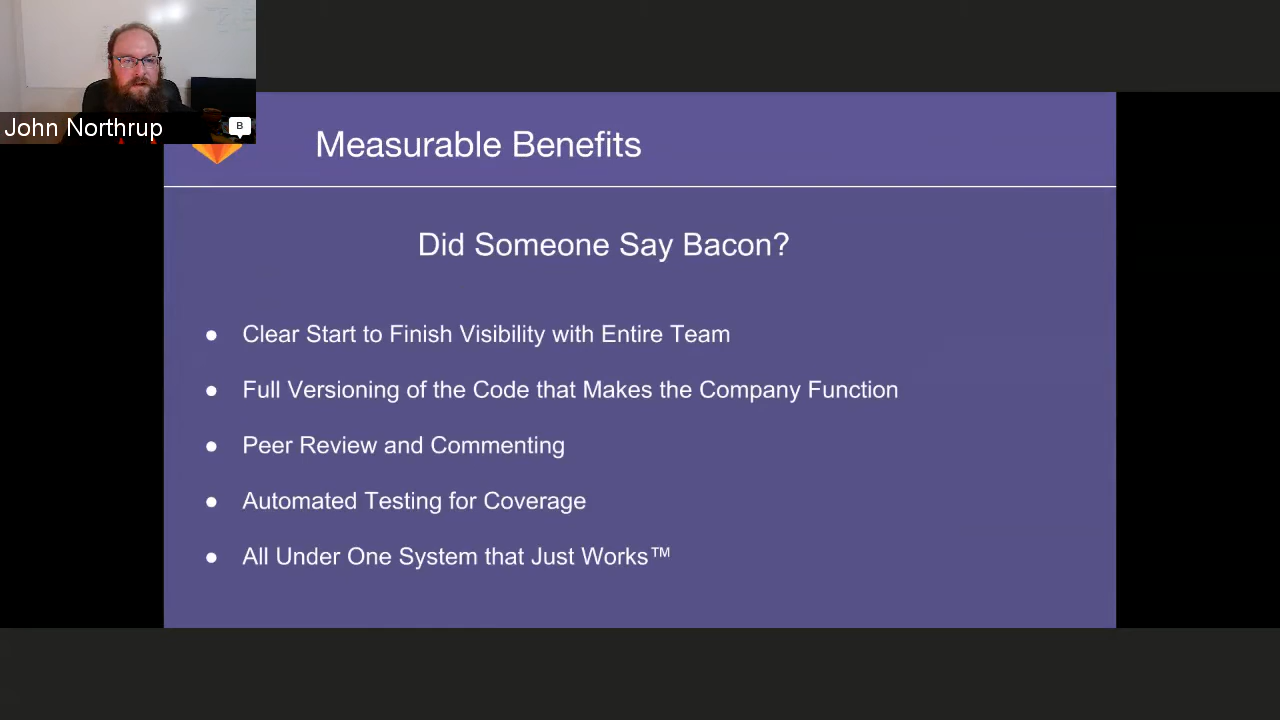 John Northrup
B
Measurable Benefits
Did Someone Say Bacon?
● Clear Start to Finish Visibility with Entire Team
● Full Versioning of the Code that Makes the Company Function
● Peer Review and Commenting
● Automated Testing for Coverage
● All Under One System that Just Works™